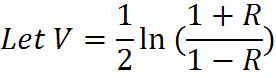 Let V = 1/2 ln (1 + R / 1 − R)